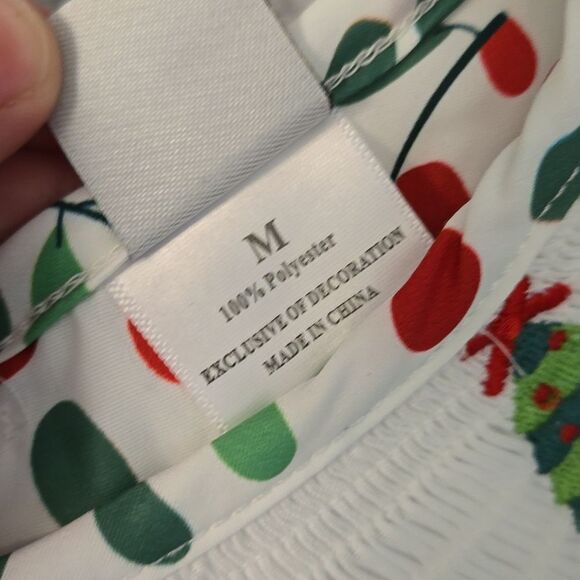 M
100% Polyester
EXCLUSIVE OF DECORATION
MADE IN CHINA